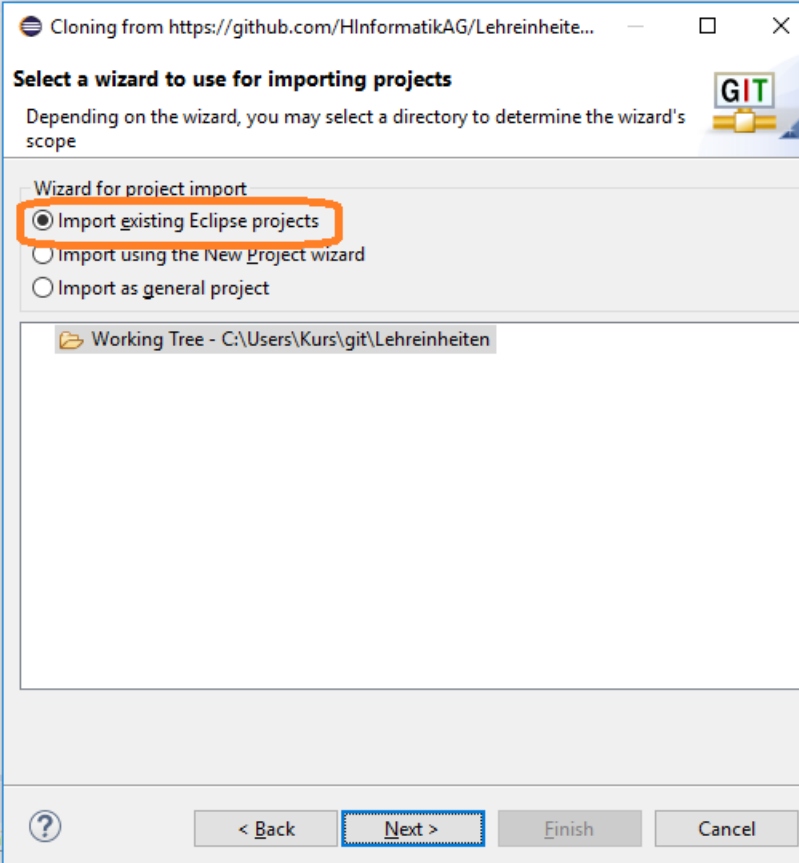 Cloning from https://github.com/HInformatikAG/Lehreinheite...
Select a wizard to use for importing projects
GIT
Depending on the wizard, you may select a directory to determine the wizard's
scope
Wizard for project import
Import existing Eclipse projects
Import using the New Project wizard
Import as general project
Working Tree - C:\Users\Kurs\git\Lehreinheiten
?
< Back
Next >
Finish
Cancel